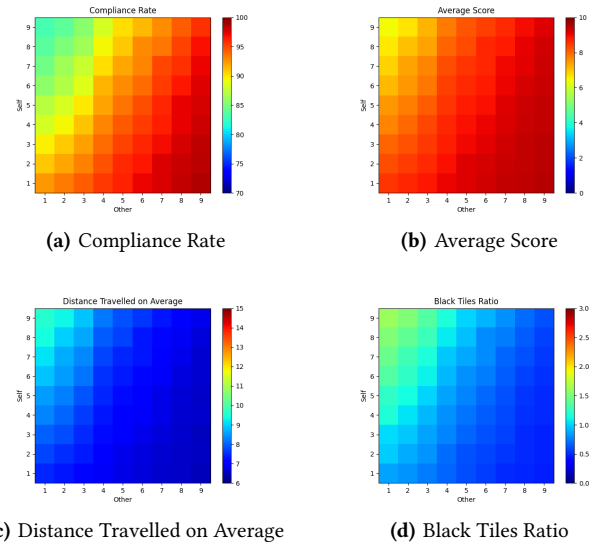 Compliance Rate
Average Score
9 8 7 6 5 4 3 2 1
Self
1 2 3 4 5 6 7 8 9
Other
100 95 90 85 80 75 70
9 8 7 6 5 4 3 2 1
Self
1 2 3 4 5 6 7 8 9
Other
10 8 6 4 2 0
(a) Compliance Rate
(b) Average Score
Distance Travelled on Average
Black Tiles Ratio
9 8 7 6 5 4 3 2 1
Self
1 2 3 4 5 6 7 8 9
Other
15 14 13 12 11 10 9 8 7 6
9 8 7 6 5 4 3 2 1
Self
1 2 3 4 5 6 7 8 9
Other
3.0 2.5 2.0 1.5 1.0 0.5 0.0
c) Distance Travelled on Average
(d) Black Tiles Ratio